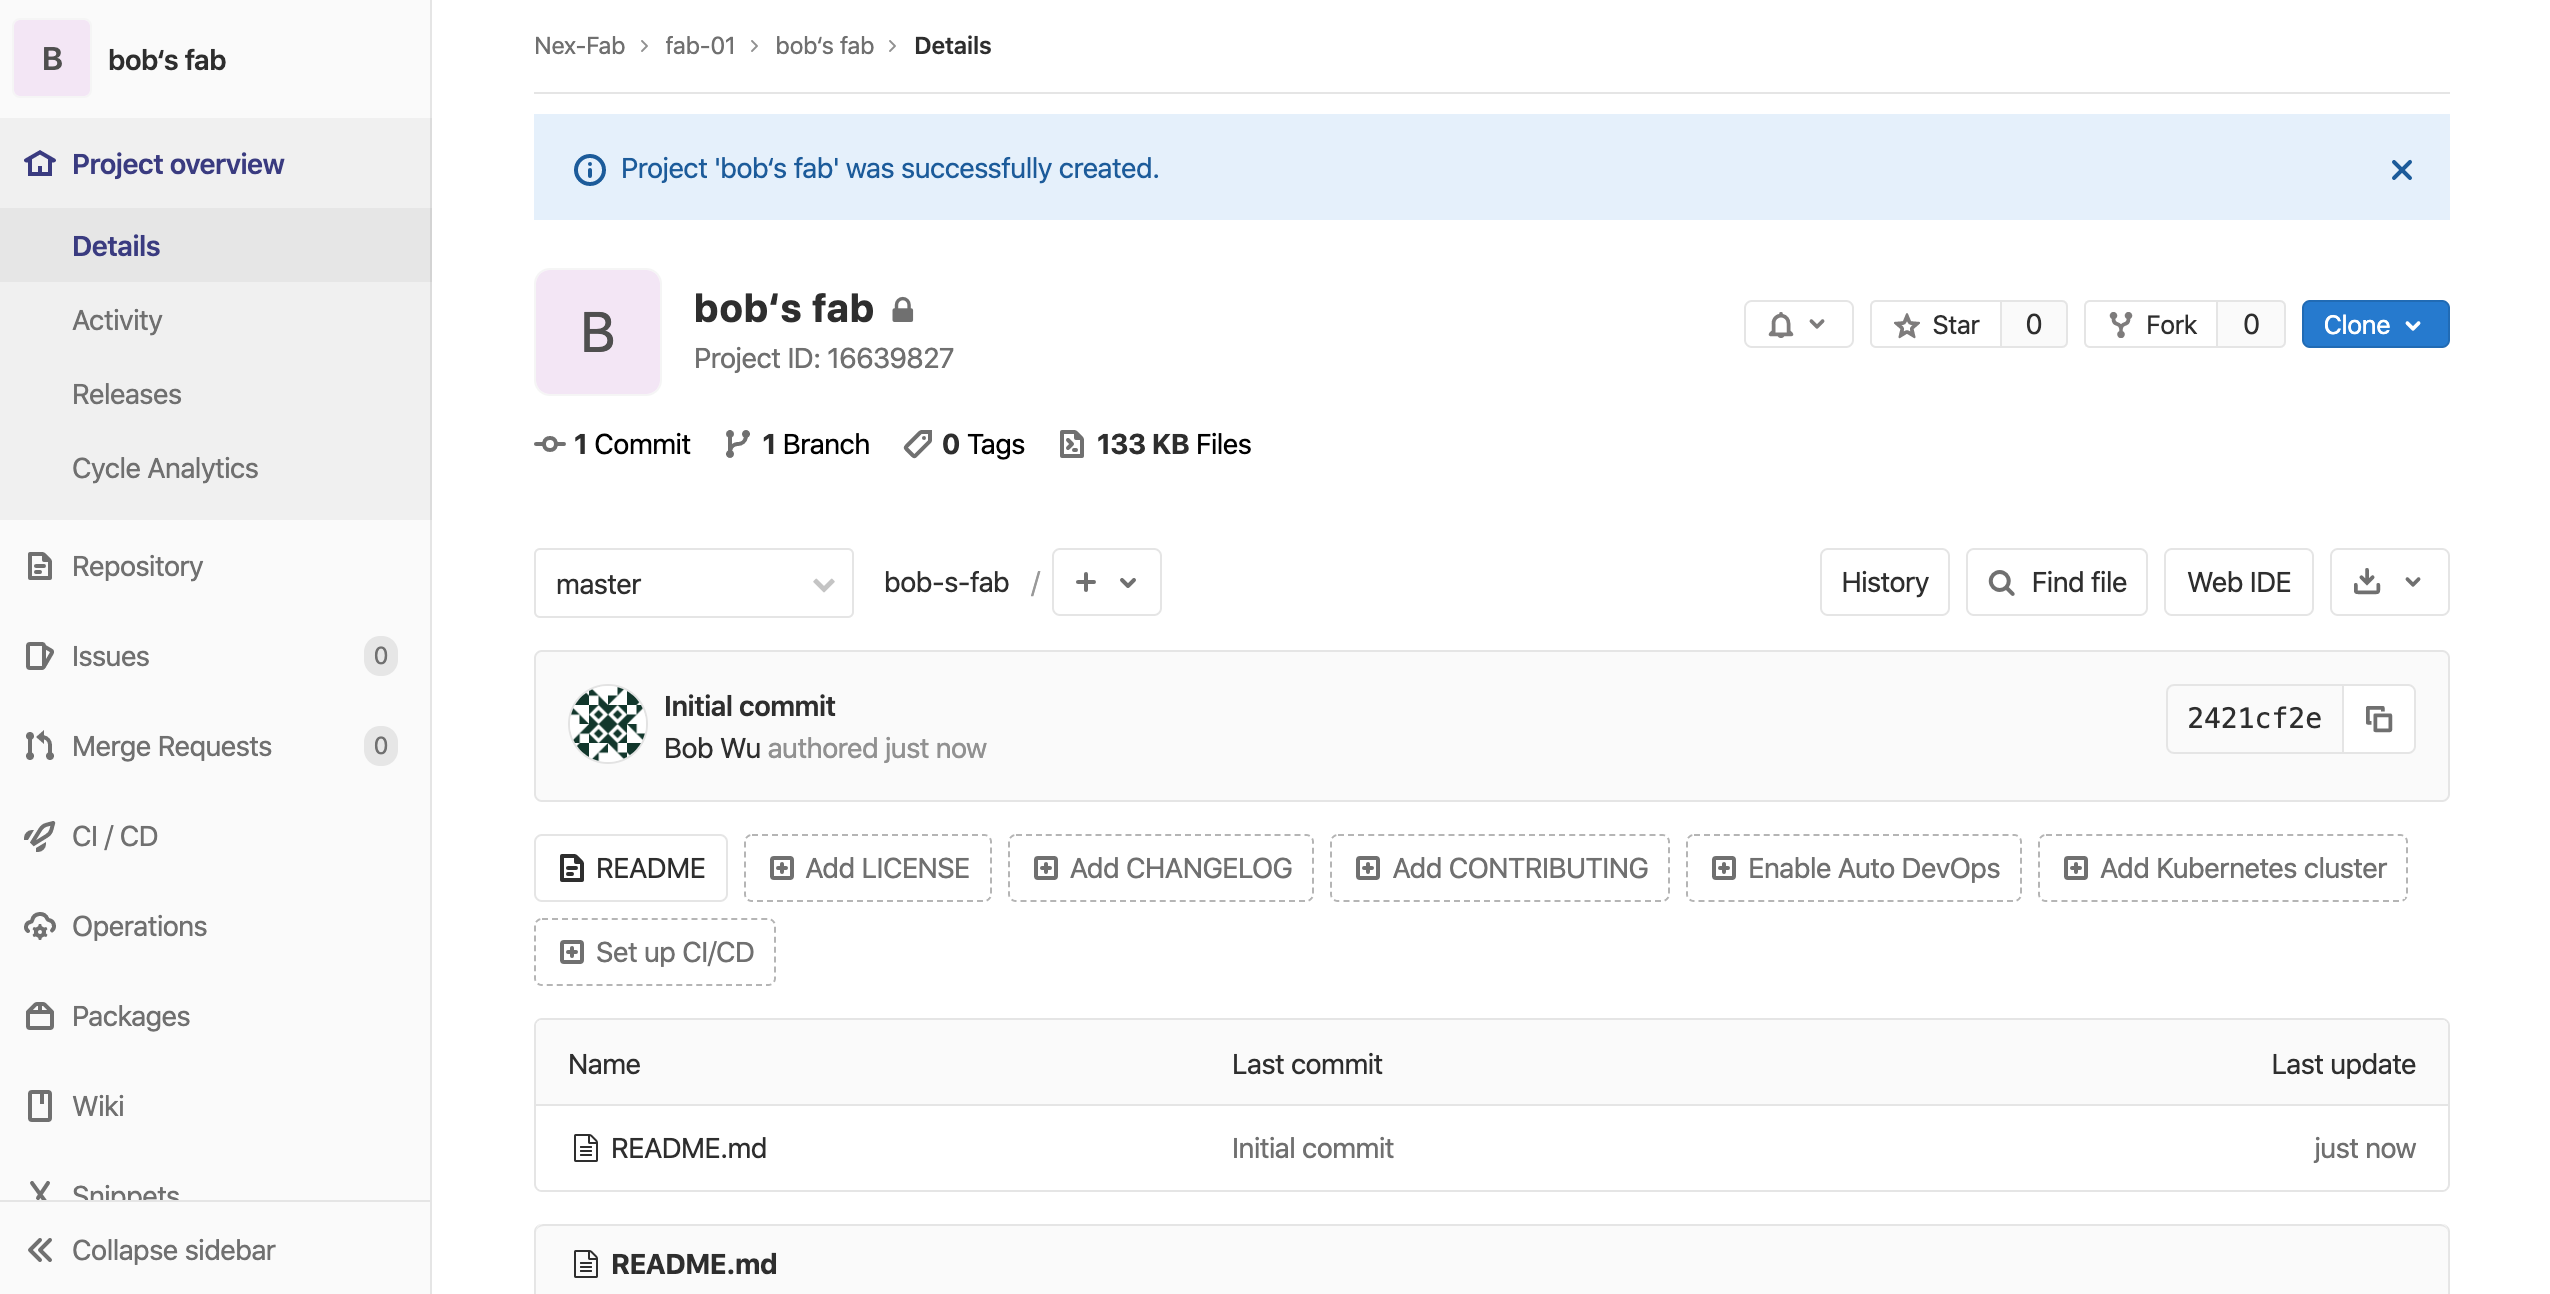 B bob‘s fab
Project overview
Details
Activity
Releases
Cycle Analytics
Repository
Issues 0
Merge Requests 0
CI / CD
Operations
Packages
Wiki
Snippets
Collapse sidebar
Nex-Fab > fab-01 > bob‘s fab > Details
Project 'bob‘s fab' was successfully created.
B
bob‘s fab
Project ID: 16639827
Star 0 Fork 0 Clone
1 Commit 1 Branch 0 Tags 133 KB Files
master bob-s-fab / + History Find file Web IDE
Initial commit
Bob Wu authored just now
2421cf2e
README Add LICENSE Add CHANGELOG Add CONTRIBUTING Enable Auto DevOps Add Kubernetes cluster
Set up CI/CD
Name Last commit Last update
README.md Initial commit just now
README.md